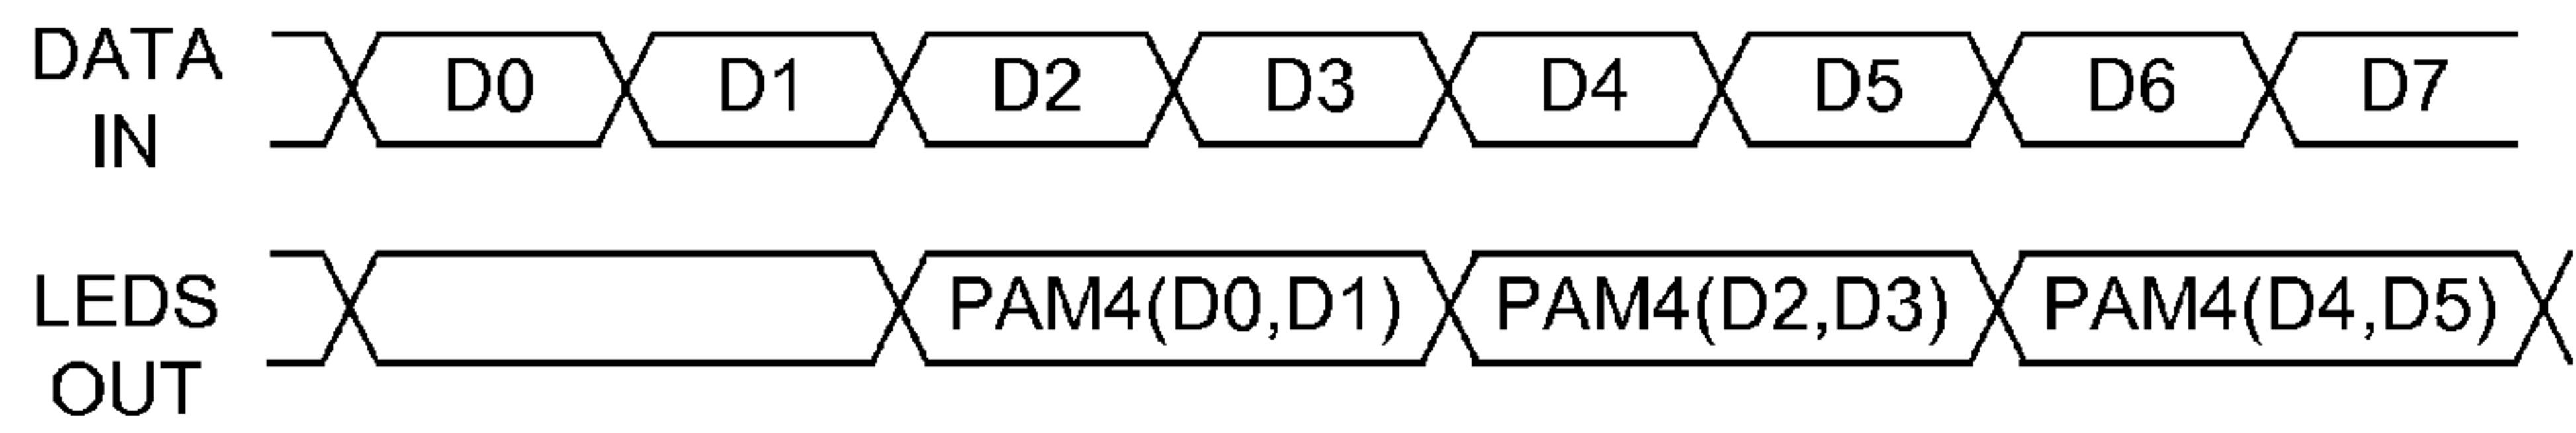 DATA IN D0 D1 D2 D3 D4 D5 D6 D7
LEDS OUT PAM4(D0,D1) PAM4(D2,D3) PAM4(D4,D5)